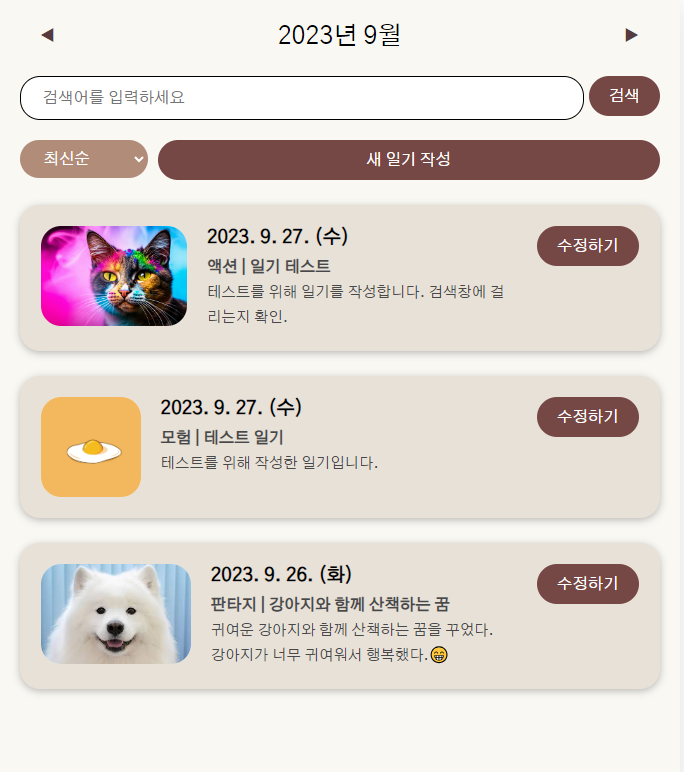 ◀ 2023년 9월 ▶
검색어를 입력하세요 검색
최신순 새 일기 작성
2023. 9. 27. (수) 수정하기
액션 | 일기 테스트
테스트를 위해 일기를 작성합니다. 검색창에 걸
리는지 확인.
2023. 9. 27. (수) 수정하기
모험 | 테스트 일기
테스트를 위해 작성한 일기입니다.
2023. 9. 26. (화) 수정하기
판타지 | 강아지와 함께 산책하는 꿈
귀여운 강아지와 함께 산책하는 꿈을 꾸었다.
강아지가 너무 귀여워서 행복했다.😁